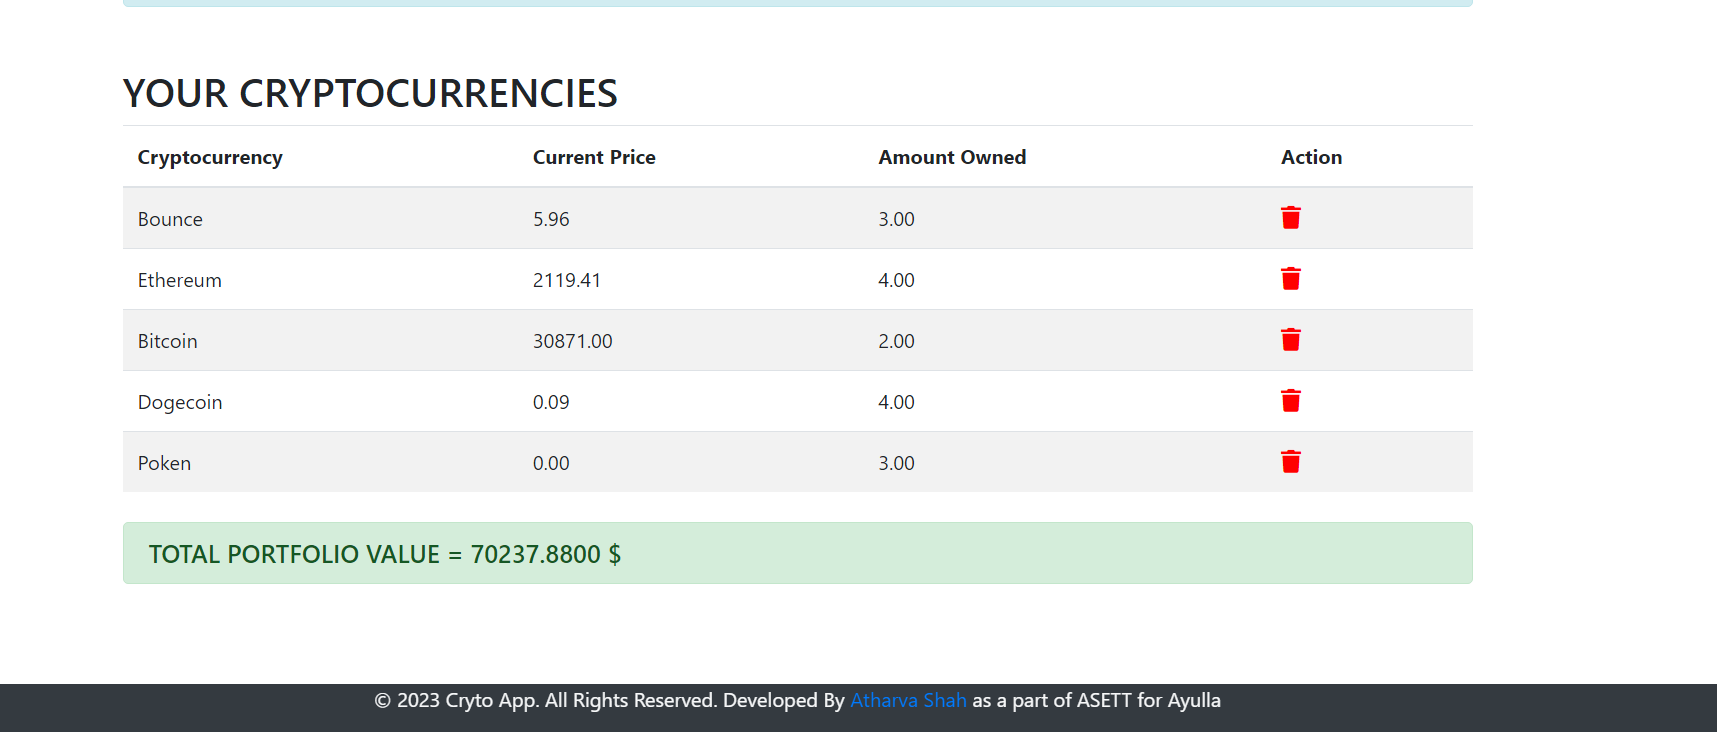 YOUR CRYPTOCURRENCIES
Cryptocurrency Current Price Amount Owned Action
Bounce 5.96 3.00
Ethereum 2119.41 4.00
Bitcoin 30871.00 2.00
Dogecoin 0.09 4.00
Poken 0.00 3.00
TOTAL PORTFOLIO VALUE = 70237.8800 $
© 2023 Cryto App. All Rights Reserved. Developed By Atharva Shah as a part of ASETT for Ayulla